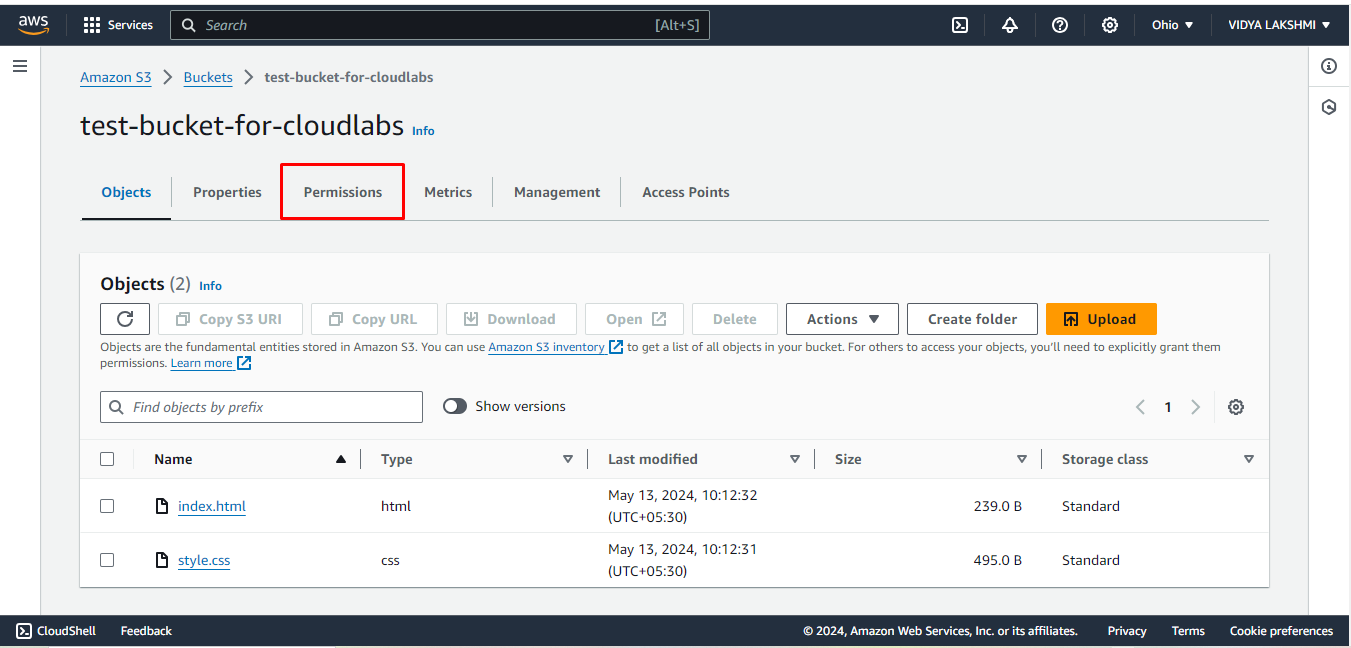 aws Services Search [Alt+S] Ohio VIDYA LAKSHMI
Amazon S3 Buckets test-bucket-for-cloudlabs
test-bucket-for-cloudlabs Info
Objects Properties Permissions Metrics Management Access Points
Objects (2) Info
Copy S3 URI Copy URL Download Open Delete Actions Create folder Upload
Objects are the fundamental entities stored in Amazon S3. You can use Amazon S3 inventory to get a list of all objects in your bucket. For others to access your objects, you'll need to explicitly grant them
permissions. Learn more
Find objects by prefix Show versions 1
Name Type Last modified Size Storage class
index.html html May 13, 2024, 10:12:32 (UTC+05:30) 239.0 B Standard
style.css css May 13, 2024, 10:12:31 (UTC+05:30) 495.0 B Standard
CloudShell Feedback © 2024, Amazon Web Services, Inc. or its affiliates. Privacy Terms Cookie preferences